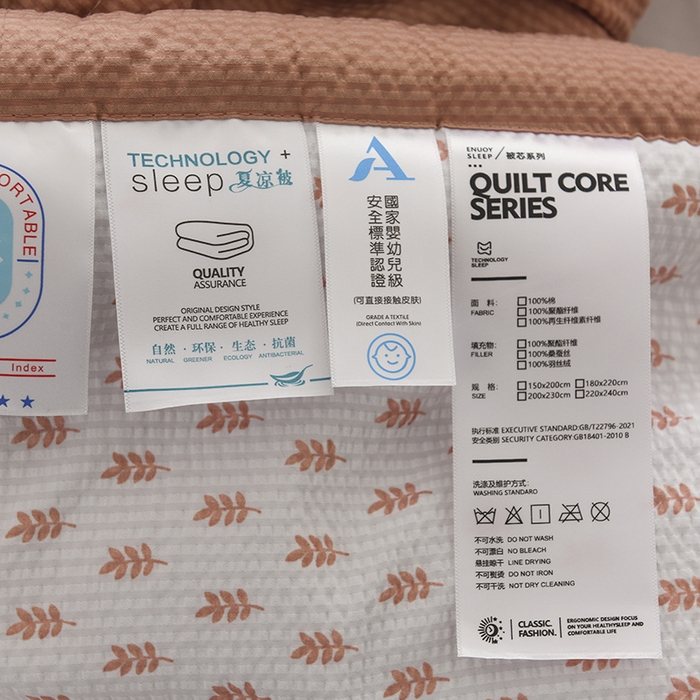 ORTABLE
Index
TECHNOLOGY +
sleep 夏凉被
QUALITY
ASSURANCE
ORIGINAL DESIGN STYLE
PERFECT AND COMFORTABLE EXPERIENCE
CREATE A FULL RANGE OF HEALTHY SLEEP
自然 · 环保 · 生态 · 抗菌
NATURAL GREENER ECOLOGY ANTIBACTERIAL
A
國家嬰幼兒級
安全標準認證
(可直接接触皮肤)
GRADE A TEXTILE
(Direct Contact With Skin)
ENUOY
SLEEP / 被芯系列
QUILT CORE
SERIES
TECHNOLOGY
SLEEP
面 料: 100%棉
FABRIC 100%聚酯纤维
100%再生纤维素纤维
填充物: 100%聚酯纤维
FILLER 100%桑蚕丝
100%羽丝绒
规 格: 150x200cm 180x220cm
SIZE 200x230cm 220x240cm
执行标准 EXECUTIVE STANDARD:GB/T22796-2021
安全类别 SECURITY CATEGORY:GB18401-2010 B
洗涤及维护方式:
WASHING STANDARD
不可水洗 DO NOT WASH
不可漂白 NO BLEACH
悬挂晾干 LINE DRYING
不可熨烫 DO NOT IRON
不可干洗 NOT DRY CLEANING
CLASSIC.
FASHION.
ERGONOMIC DESIGN FOCUS
ON YOUR HEALTHYSLEEP AND
COMFORTABLE LIFE